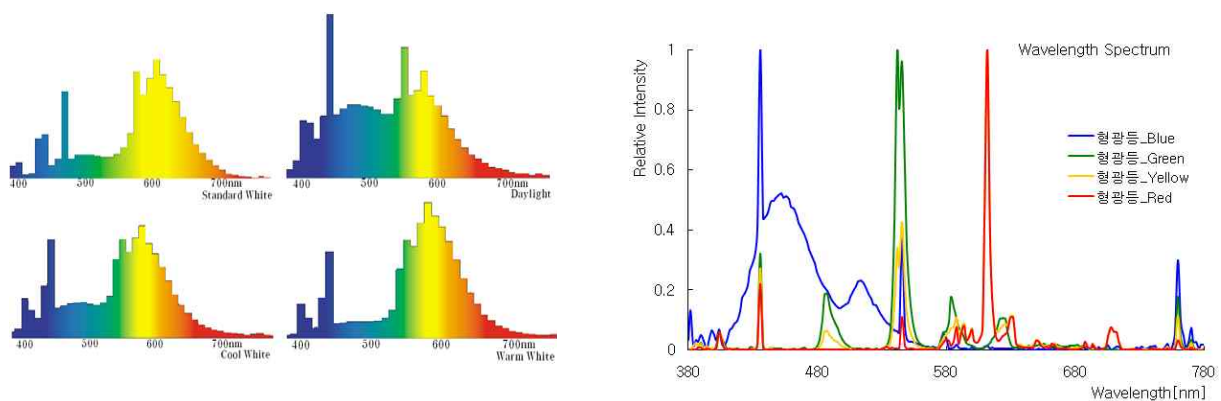 400 500 600 700nm
Standard White
400 500 600 700nm
Daylight
400 500 600 700nm
Cool White
400 500 600 700nm
Warm White
Wavelength Spectrum
Relative Intensity
1
0.8
0.6
0.4
0.2
0
형광등_Blue
형광등_Green
형광등_Yellow
형광등_Red
380 480 580 680 780
Wavelength[nm]